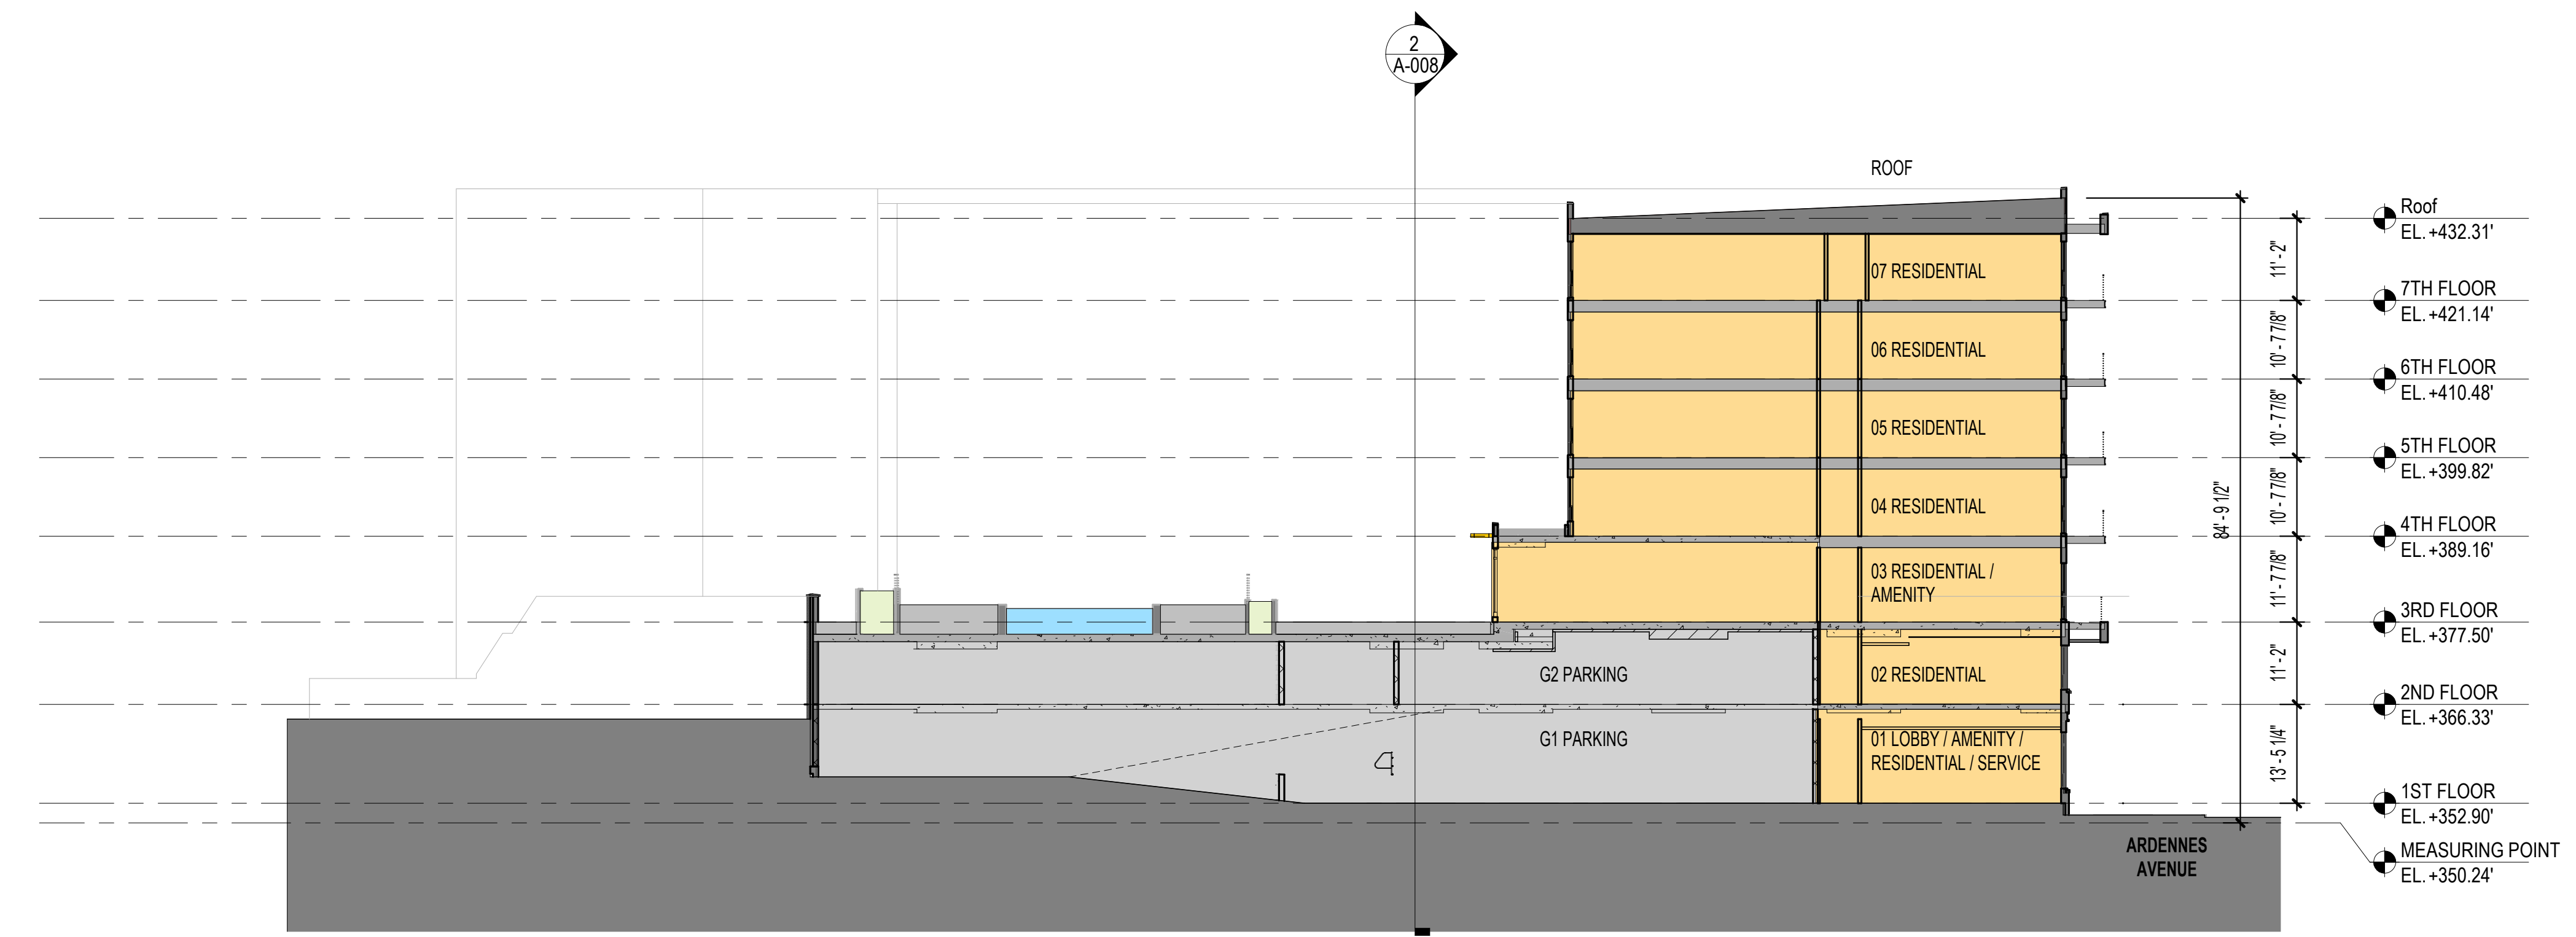 2
A-008
ROOF
Roof
EL. +432.31'
11' - 2"
07 RESIDENTIAL
7TH FLOOR
EL. +421.14'
10' - 7 7/8"
06 RESIDENTIAL
6TH FLOOR
EL. +410.48'
10' - 7 7/8"
05 RESIDENTIAL
5TH FLOOR
EL. +399.82'
10' - 7 7/8"
04 RESIDENTIAL
84' - 9 1/2"
4TH FLOOR
EL. +389.16'
11' - 7 7/8"
03 RESIDENTIAL /
AMENITY
3RD FLOOR
EL. +377.50'
11' - 2"
G2 PARKING
02 RESIDENTIAL
2ND FLOOR
EL. +366.33'
13' - 5 1/4"
G1 PARKING
01 LOBBY / AMENITY /
RESIDENTIAL / SERVICE
1ST FLOOR
EL. +352.90'
ARDENNES
AVENUE
MEASURING POINT
EL. +350.24'